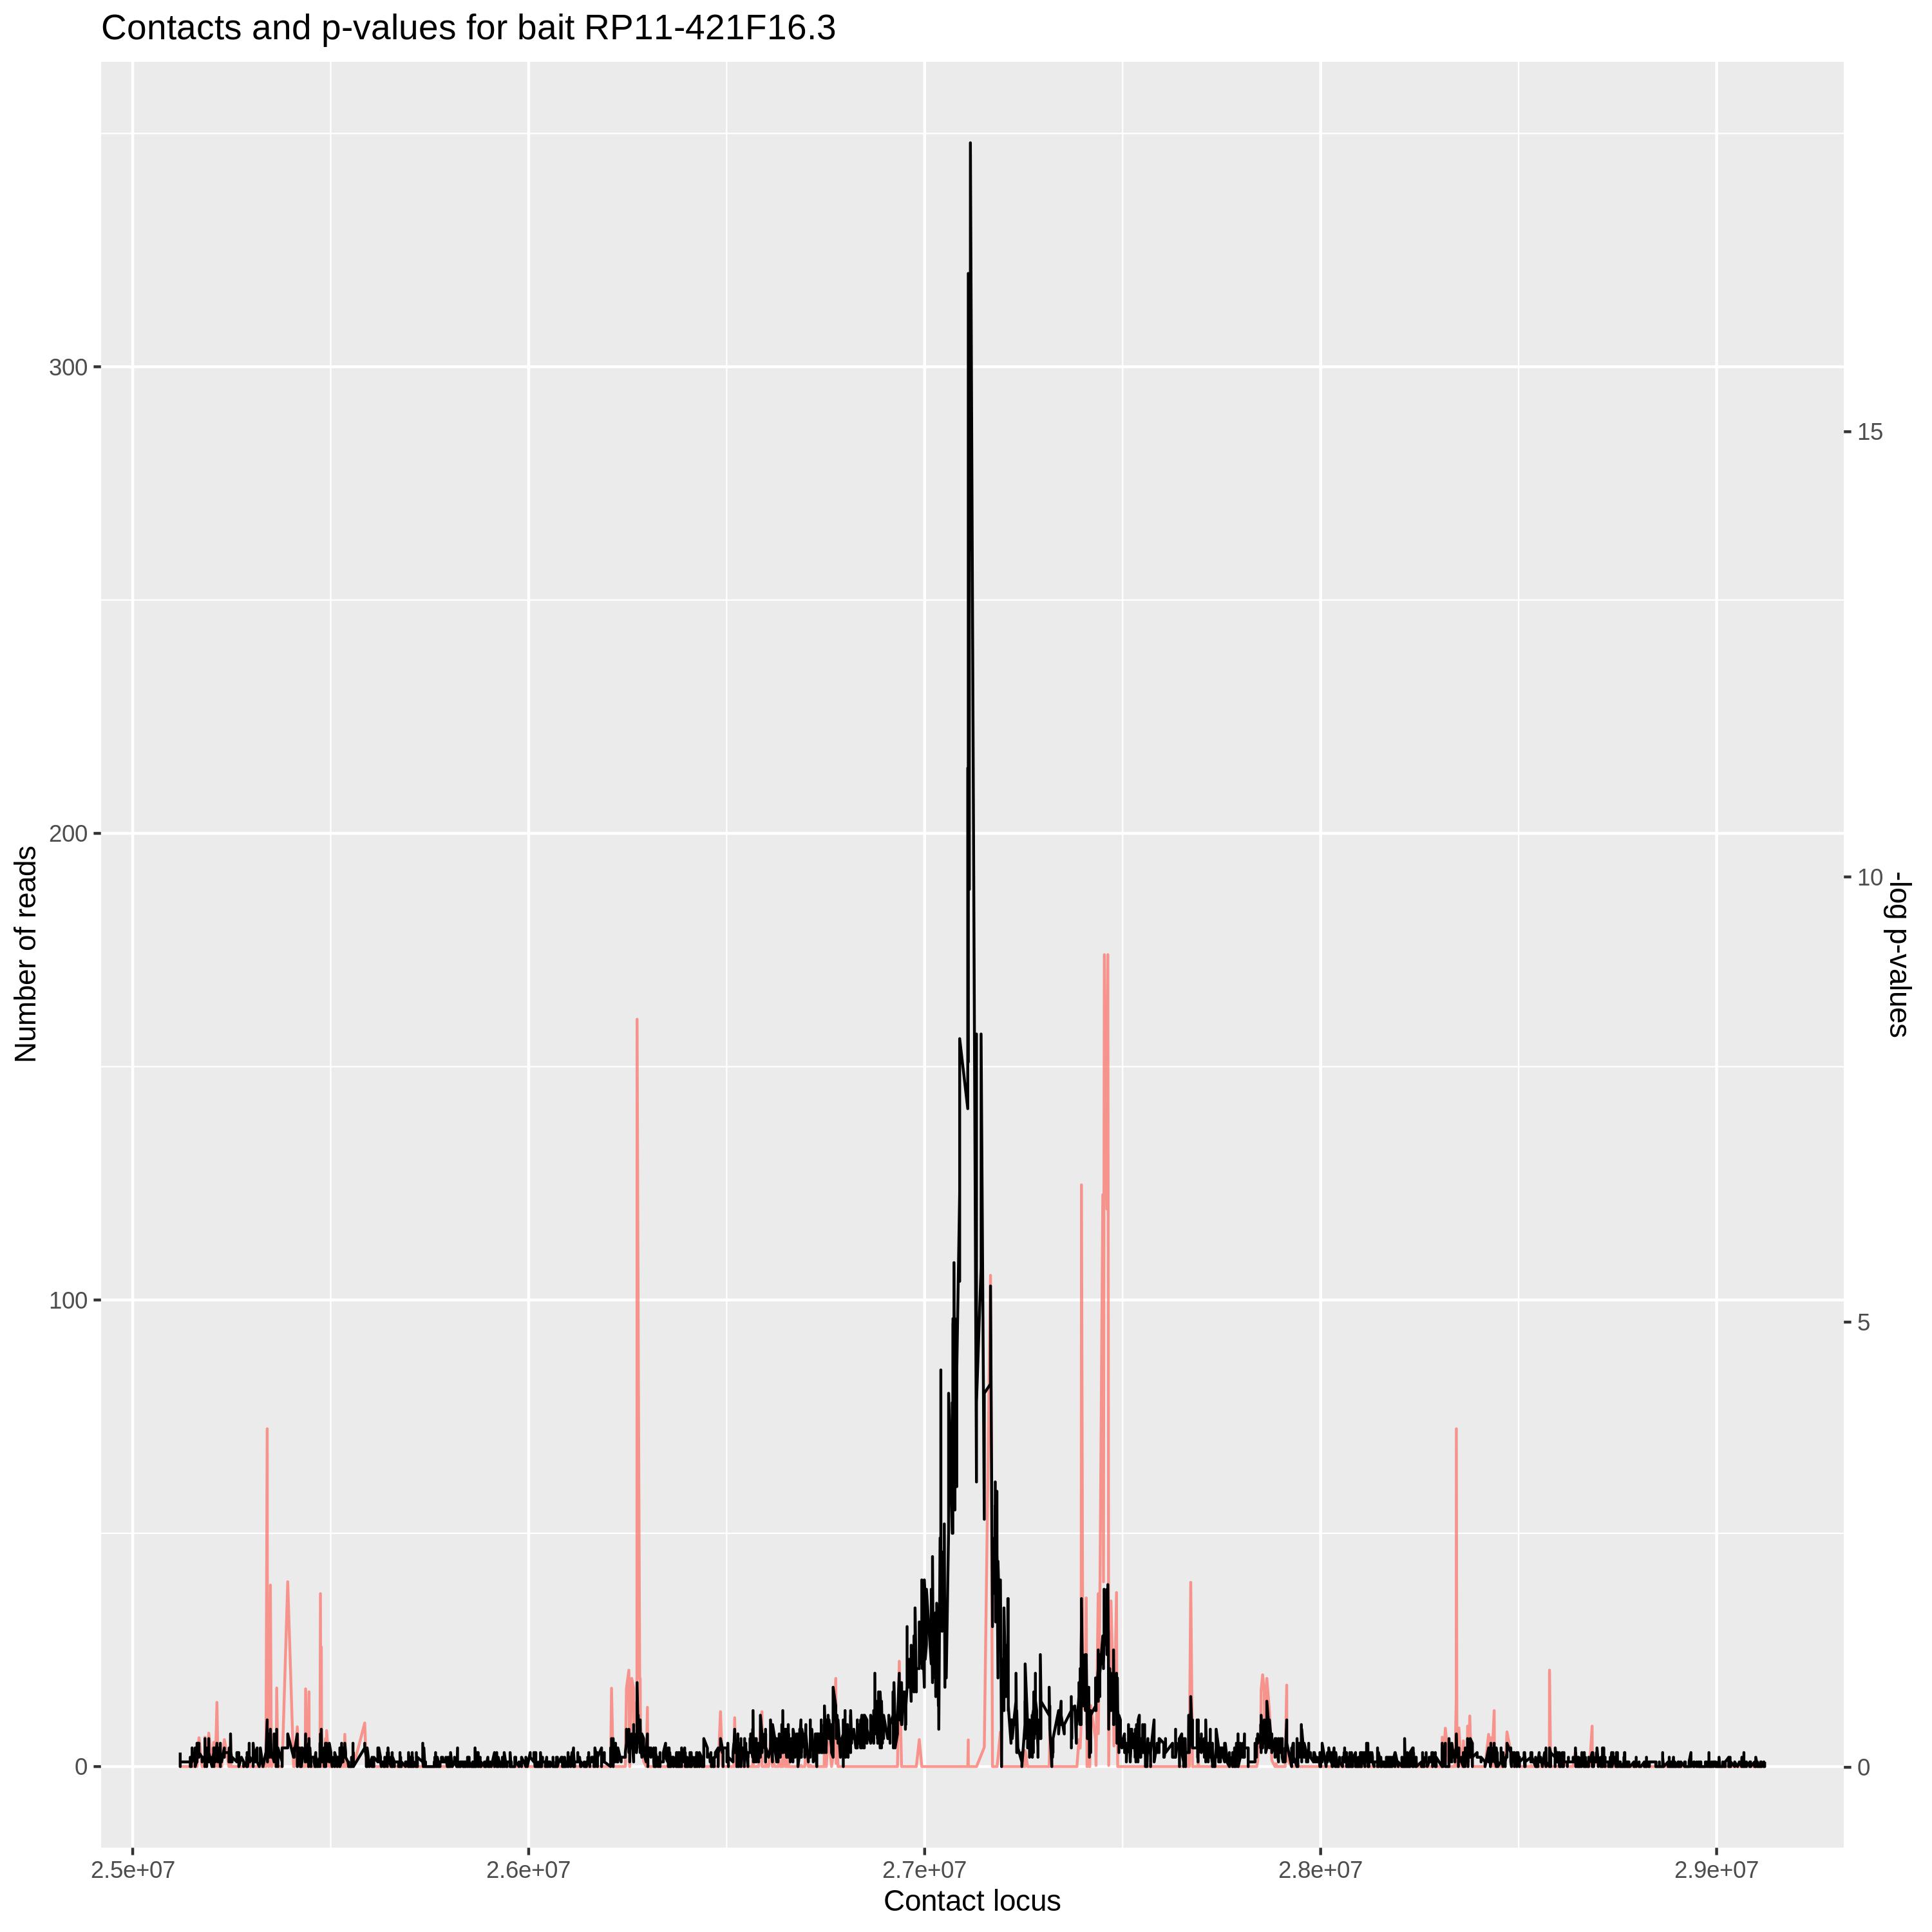 Contacts and p-values for bait RP11-421F16.3
Number of reads
300
200
100
0
15
10
5
0
-log p-values
2.5e+07
2.6e+07
2.7e+07
2.8e+07
2.9e+07
Contact locus